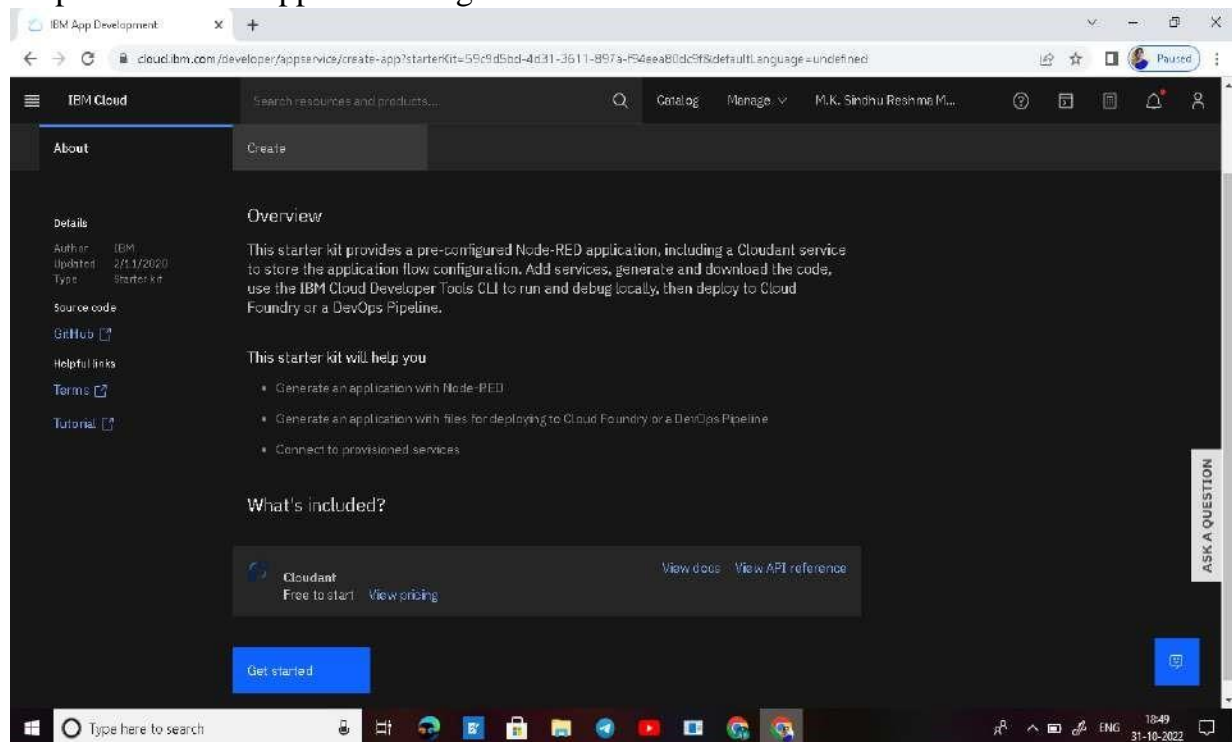 IBM App Development
cloud.ibm.com/developer/appservice/create-app?starterKit=59c9d5bd-4d31-3611-897a-f94eea80dc9f&defaultLanguage=undefined
Paused
IBM Cloud
Search resources and products...
Catalog
Manage
M.K. Sindhu Reshma M...
About
Create
Details
Author IBM
Updated 2/11/2020
Type Starter kit
Source code
GitHub
Helpful links
Terms
Tutorial
Overview
This starter kit provides a pre-configured Node-RED application, including a Cloudant service
to store the application flow configuration. Add services, generate and download the code,
use the IBM Cloud Developer Tools CLI to run and debug locally, then deploy to Cloud
Foundry or a DevOps Pipeline.
This starter kit will help you
• Generate an application with Node-RED
• Generate an application with files for deploying to Cloud Foundry or a DevOps Pipeline
• Connect to provisioned services
What's included?
Cloudant
Free to start View pricing
View docs View API reference
Get started
ASK A QUESTION
Type here to search
ENG
18:49
31-10-2022